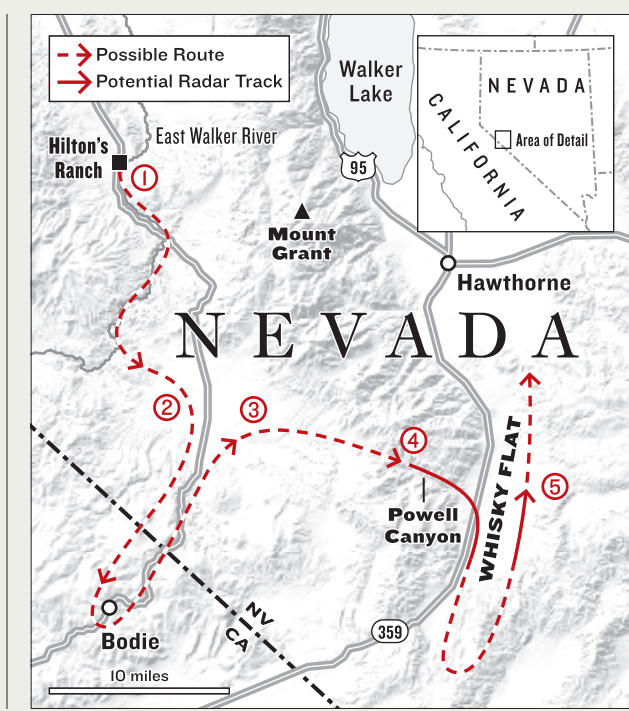 Possible Route
Potential Radar Track
Walker
Lake
NEVADA
CALIFORNIA
Area of Detail
Hilton's
Ranch
East Walker River
1
95
Mount
Grant
Hawthorne
NEVADA
2
3
4
Powell
Canyon
WHISKY FLAT
5
Bodie
NV
CA
359
10 miles